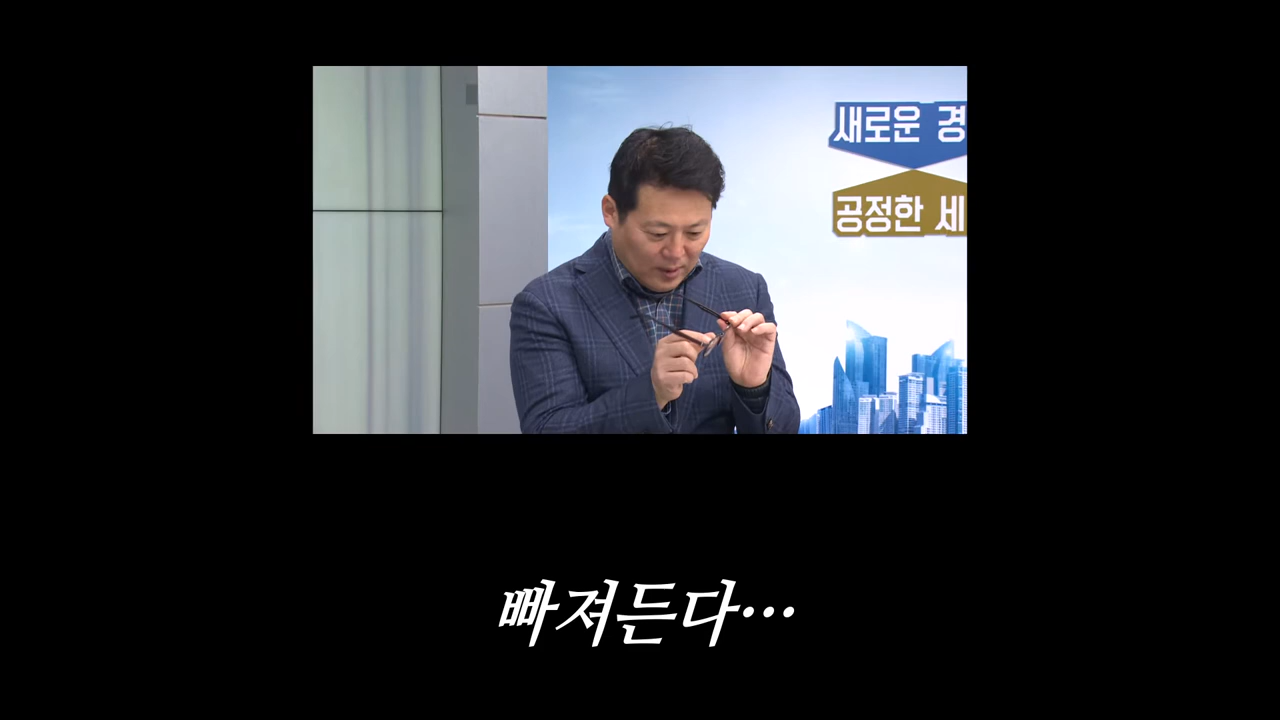 새로운 경
공정한 세
빠져든다…